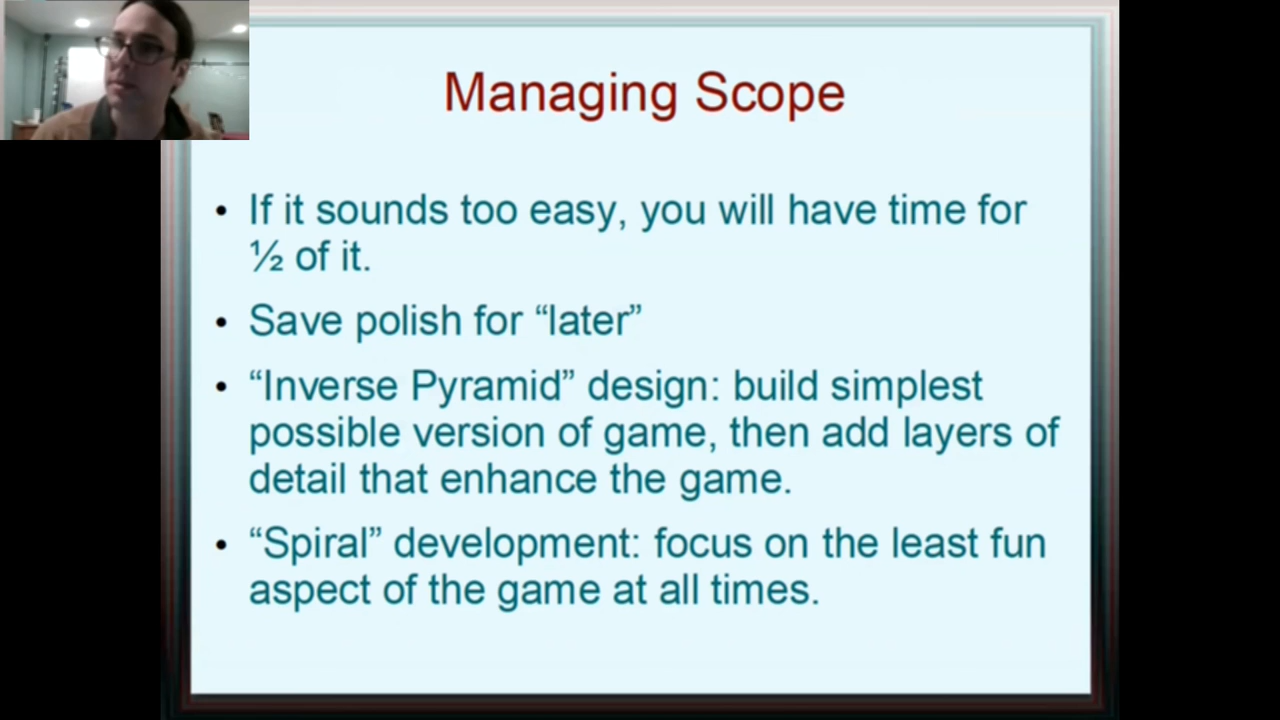 Managing Scope
• If it sounds too easy, you will have time for
½ of it.
• Save polish for “later”
• “Inverse Pyramid” design: build simplest
possible version of game, then add layers of
detail that enhance the game.
• “Spiral” development: focus on the least fun
aspect of the game at all times.